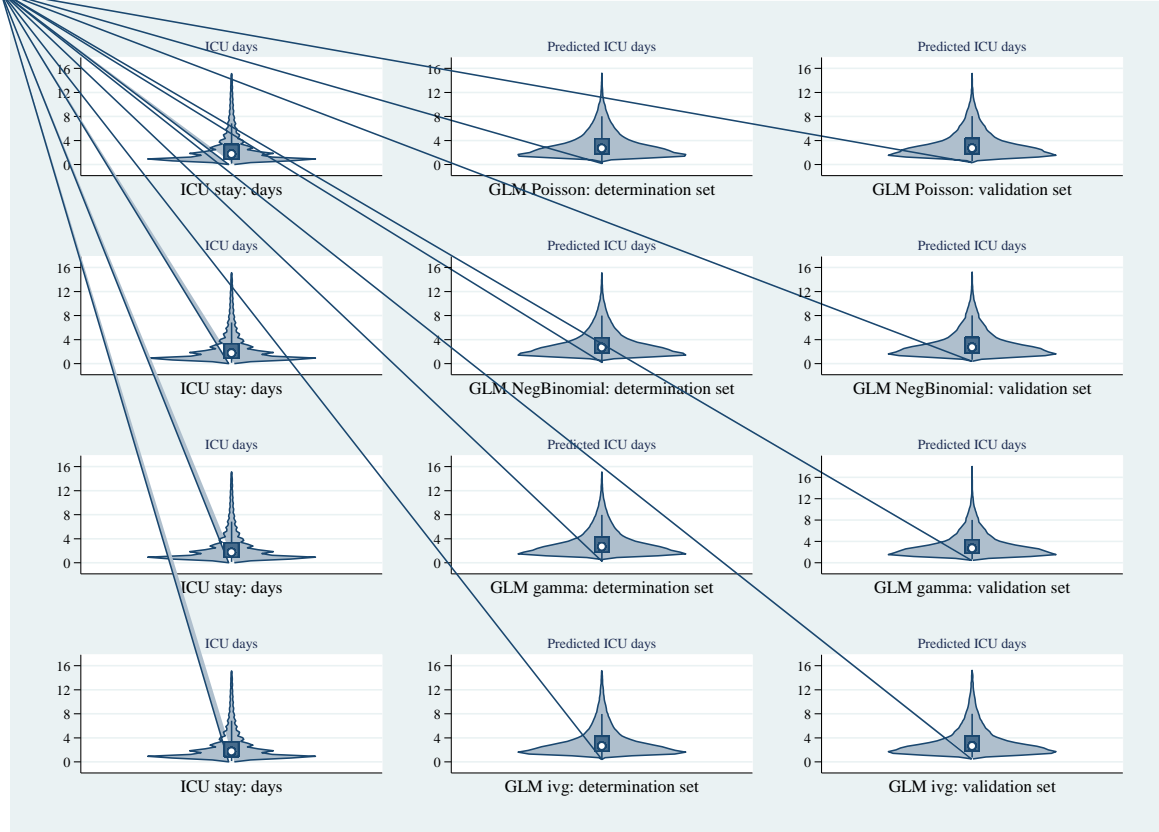 ICU days Predicted ICU days Predicted ICU days
16 16 16
12 12 12
8 8 8
4 4 4
0 0 0
ICU stay: days GLM Poisson: determination set GLM Poisson: validation set
ICU days Predicted ICU days Predicted ICU days
16 16 16
12 12 12
8 8 8
4 4 4
0 0 0
ICU stay: days GLM NegBinomial: determination set GLM NegBinomial: validation set
ICU days Predicted ICU days Predicted ICU days
16 16 16
12 12 12
8 8 8
4 4 4
0 0 0
ICU stay: days GLM gamma: determination set GLM gamma: validation set
ICU days Predicted ICU days Predicted ICU days
16 16 16
12 12 12
8 8 8
4 4 4
0 0 0
ICU stay: days GLM ivg: determination set GLM ivg: validation set